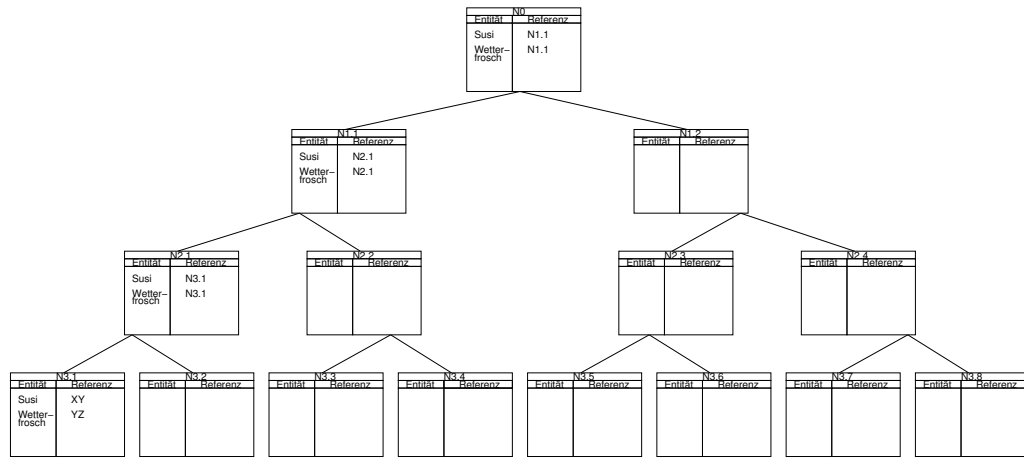 N0
Entität Referenz
Susi N1.1
Wetter– N1.1
frosch
N1.1
Entität Referenz
Susi N2.1
Wetter– N2.1
frosch
N1.2
Entität Referenz
N2.1
Entität Referenz
Susi N3.1
Wetter– N3.1
frosch
N2.2
Entität Referenz
N2.3
Entität Referenz
N2.4
Entität Referenz
N3.1
Entität Referenz
Susi XY
Wetter– YZ
frosch
N3.2
Entität Referenz
N3.3
Entität Referenz
N3.4
Entität Referenz
N3.5
Entität Referenz
N3.6
Entität Referenz
N3.7
Entität Referenz
N3.8
Entität Referenz